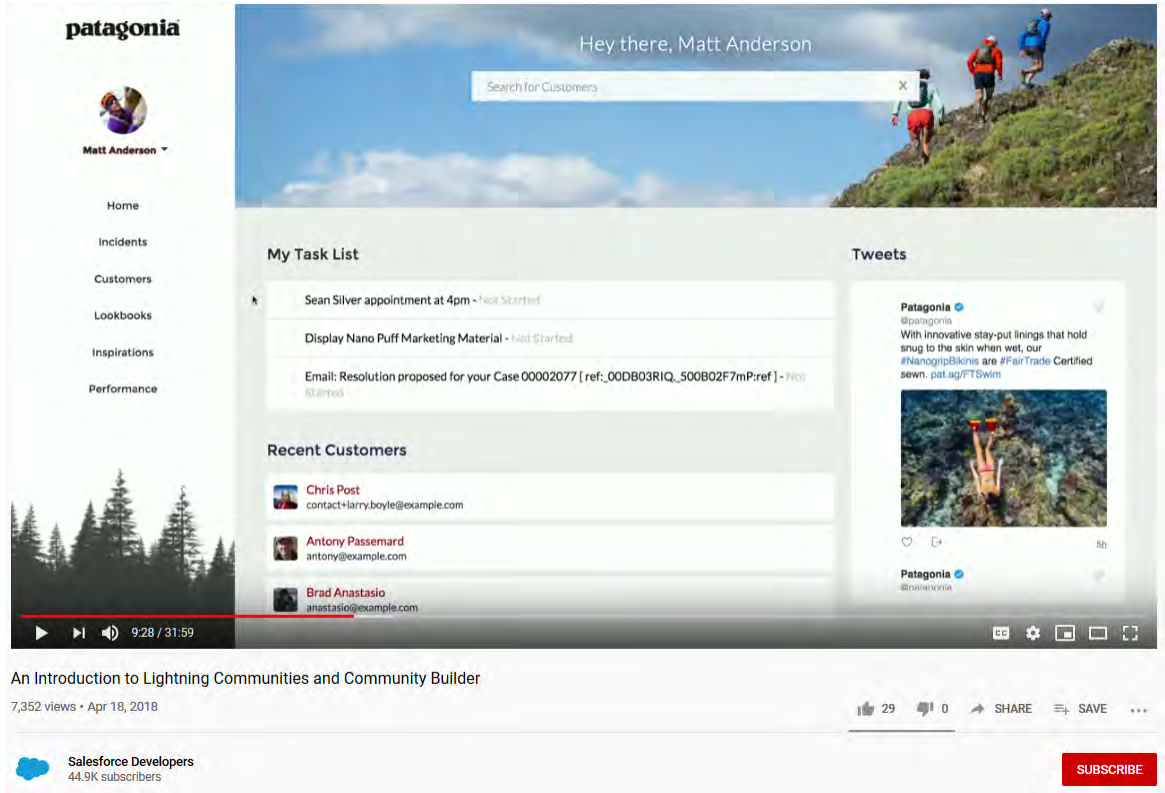 patagonia
Matt Anderson
Home
Incidents
Customers
Lookbooks
Inspirations
Performance
Hey there, Matt Anderson
Search for Customers X
My Task List
Sean Silver appointment at 4pm - Not Started
Display Nano Puff Marketing Material - Not Started
Email: Resolution proposed for your Case 00002077 [ ref:_00DB03RIQ._500B02F7mP:ref ] - Not
Started
Recent Customers
Chris Post
contact+larry.boyle@example.com
Antony Passemard
antony@example.com
Brad Anastasio
anastasio@example.com
Tweets
Patagonia
@patagonia
With innovative stay-put linings that hold
snug to the skin when wet, our
#NanogripBikinis are #FairTrade Certified
sewn. pat.ag/FTSwim
5h
Patagonia
@patagonia
9:28 / 31:59
CC
An Introduction to Lightning Communities and Community Builder
7,352 views • Apr 18, 2018
29 0 SHARE SAVE
Salesforce Developers
44.9K subscribers
SUBSCRIBE